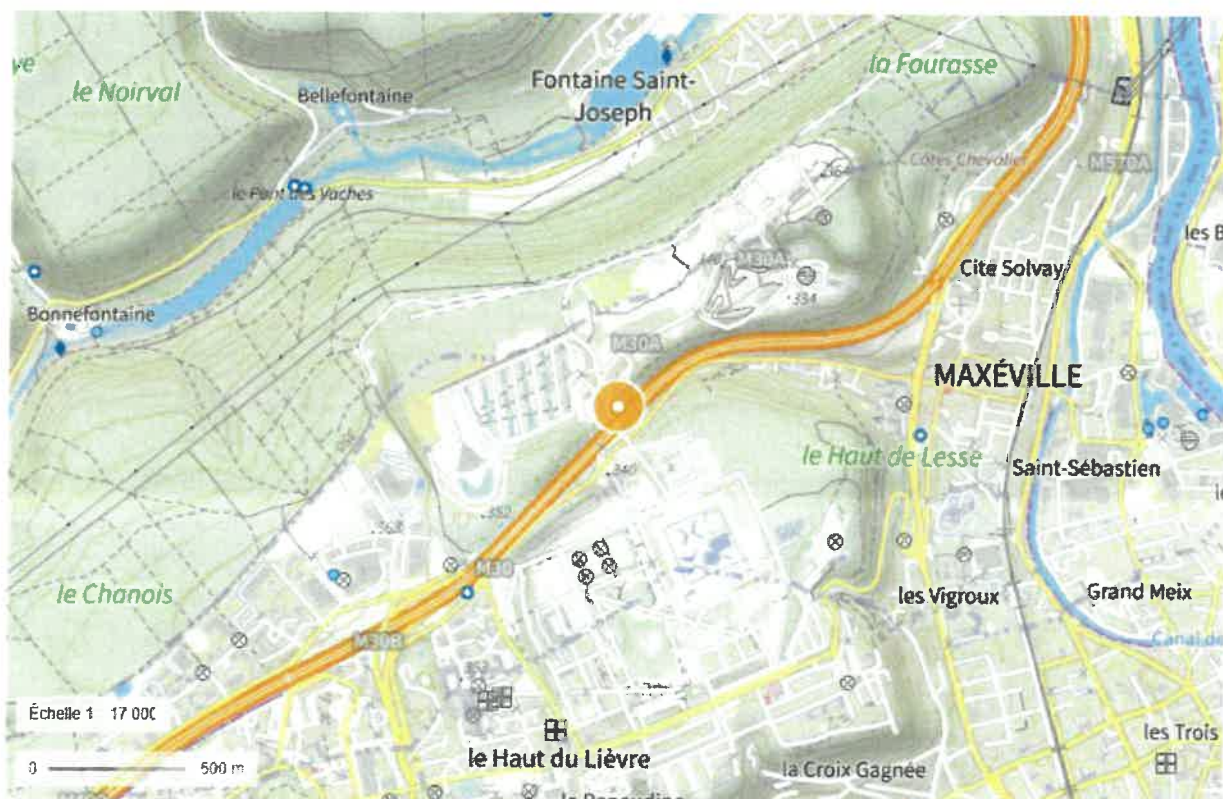 le Noirval
Bellefontaine
Fontaine Saint-
Joseph
la Fourasse
Côtes Chevalier
M570A
le Pont des Vaches
les B
M30A
334
Cité Solvay
Bonnefontaine
M30A
MAXÉVILLE
le Haut de Lesse
Saint-Sébastien
340
352
368
M30
le Chanois
les Vigroux
Grand Meix
M30B
Canal de
353
Échelle 1 17 000
0 500 m
le Haut du Lièvre
la Croix Gagnée
les Trois